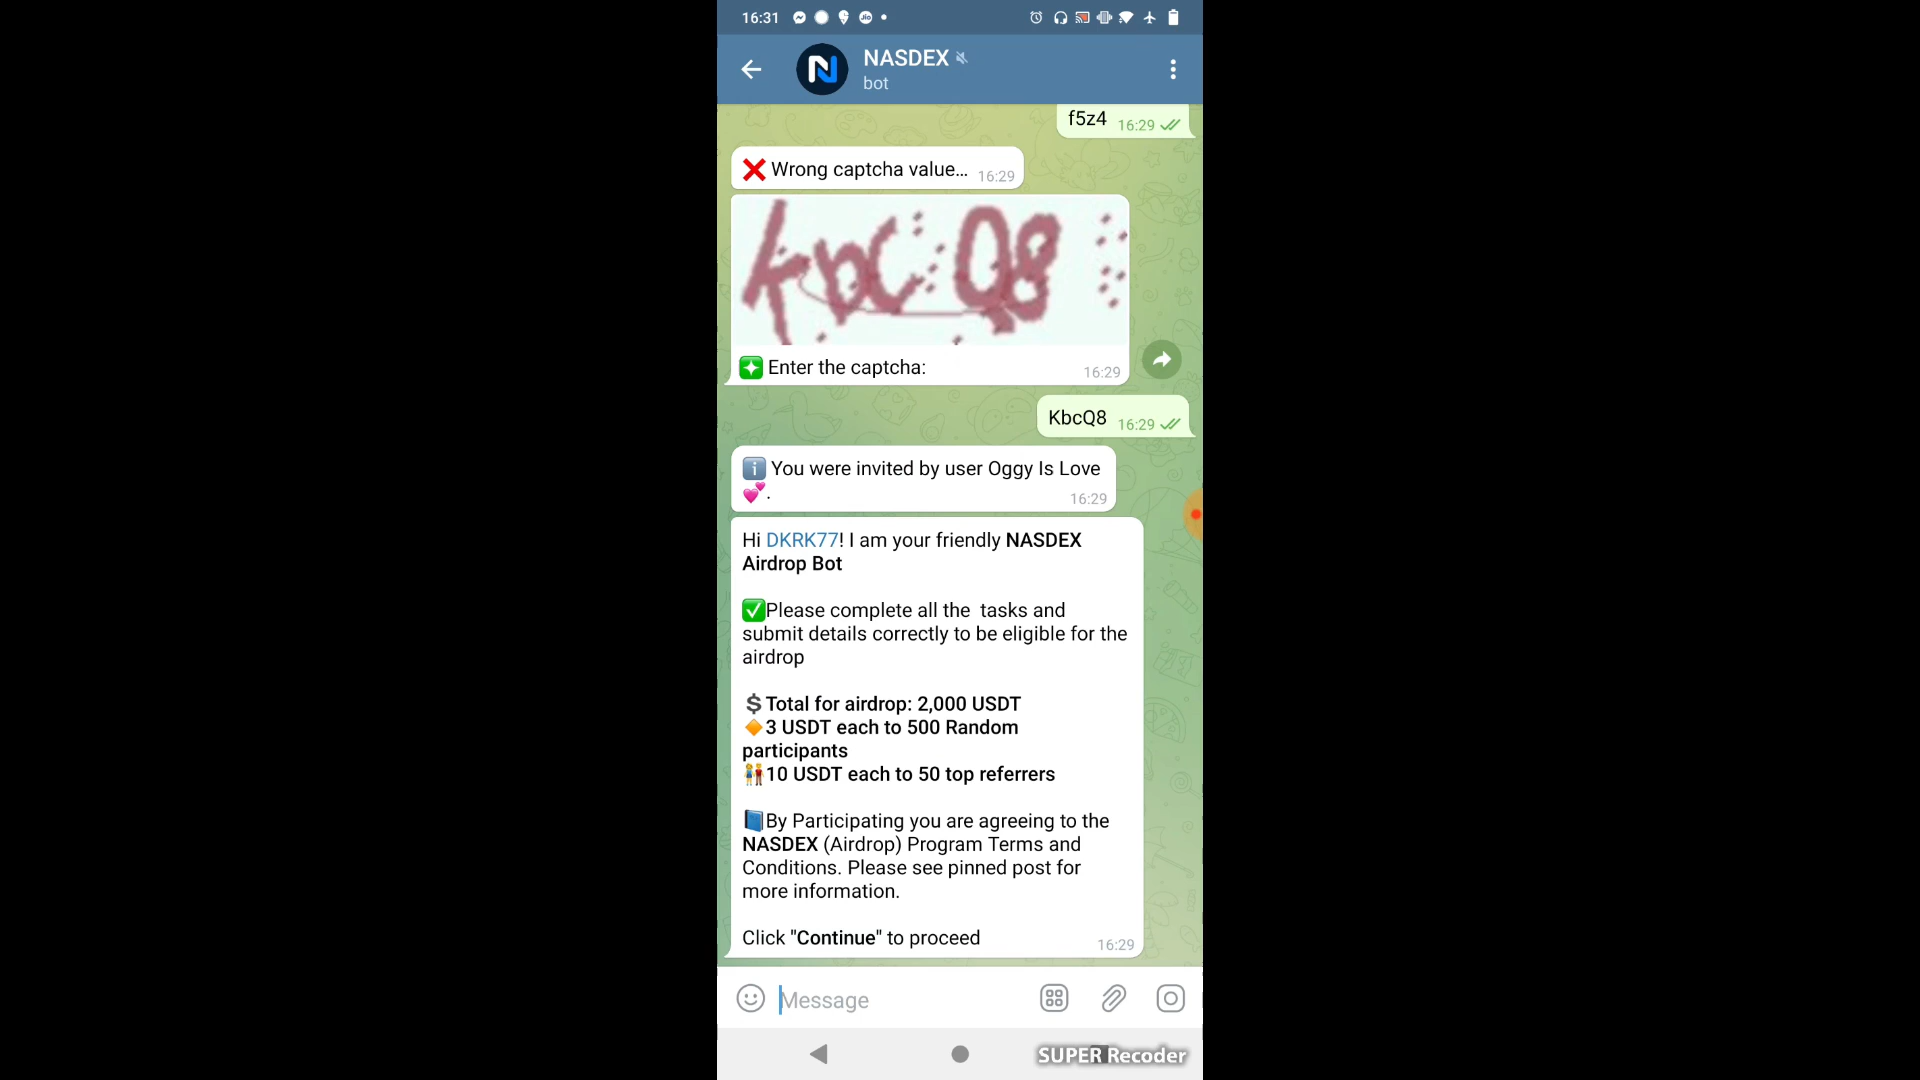 16:31
Jio
NASDEX
bot
f5z4 16:29
❌ Wrong captcha value... 16:29
kbCQ8
Enter the captcha: 16:29
KbcQ8 16:29
ℹ️ You were invited by user Oggy Is Love
💕. 16:29
Hi DKRK77! I am your friendly NASDEX
Airdrop Bot
✅Please complete all the  tasks and
submit details correctly to be eligible for the
airdrop
💲Total for airdrop: 2,000 USDT
🔶3 USDT each to 500 Random
participants
👫10 USDT each to 50 top referrers
📘By Participating you are agreeing to the
NASDEX (Airdrop) Program Terms and
Conditions. Please see pinned post for
more information.
Click "Continue" to proceed 16:29
Message
SUPER Recoder